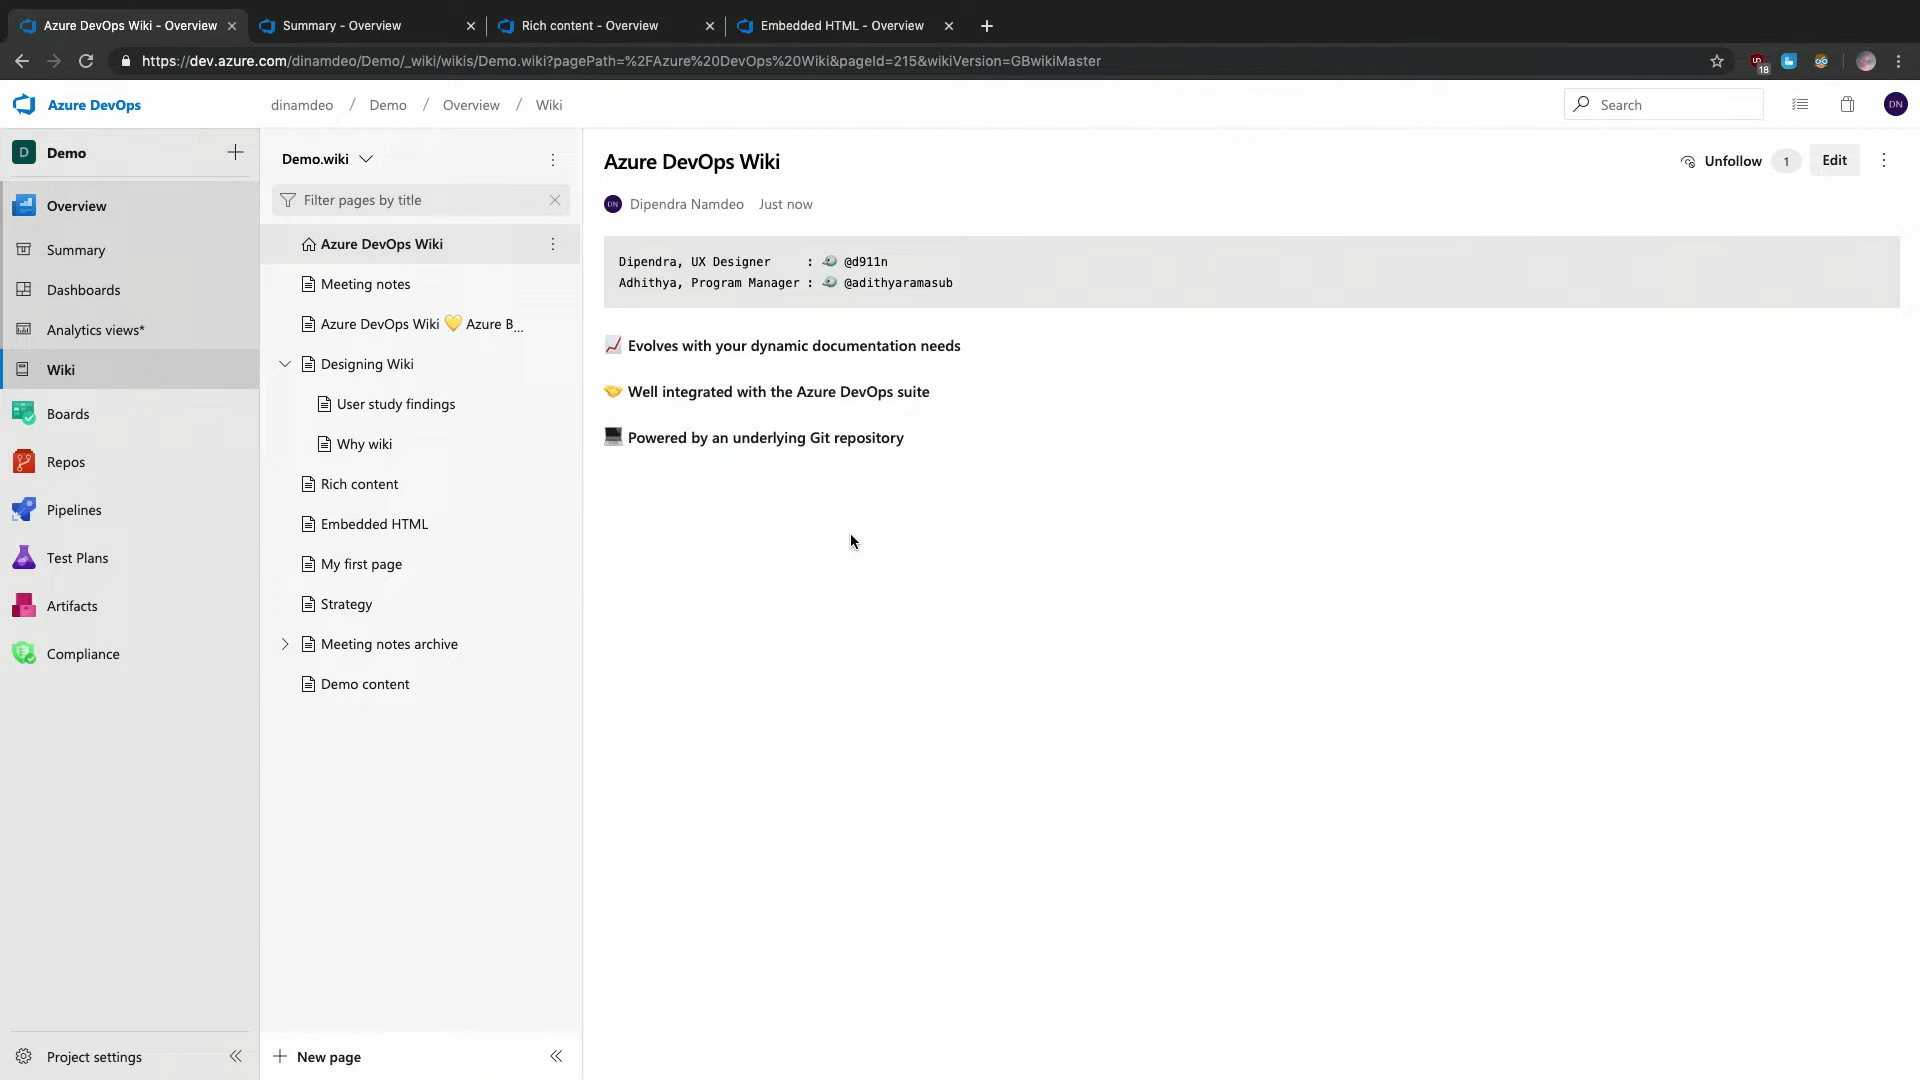 Azure DevOps Wiki - Overview
Summary - Overview
Rich content - Overview
Embedded HTML - Overview
https://dev.azure.com/dinamdeo/Demo/_wiki/wikis/Demo.wiki?pagePath=%2FAzure%20DevOps%20Wiki&pageId=215&wikiVersion=GBwikiMaster
18
Azure DevOps
dinamdeo / Demo / Overview / Wiki
Search
DN
D
Demo
Overview
Summary
Dashboards
Analytics views*
Wiki
Boards
Repos
Pipelines
Test Plans
Artifacts
Compliance
Project settings
Demo.wiki
Filter pages by title
Azure DevOps Wiki
Meeting notes
Azure DevOps Wiki 💛 Azure B...
Designing Wiki
User study findings
Why wiki
Rich content
Embedded HTML
My first page
Strategy
Meeting notes archive
Demo content
New page
Azure DevOps Wiki
Unfollow 1 Edit
DN Dipendra Namdeo Just now
Dipendra, UX Designer : @d911n
Adhithya, Program Manager : @adithyaramasub
📈 Evolves with your dynamic documentation needs
🤝 Well integrated with the Azure DevOps suite
💻 Powered by an underlying Git repository